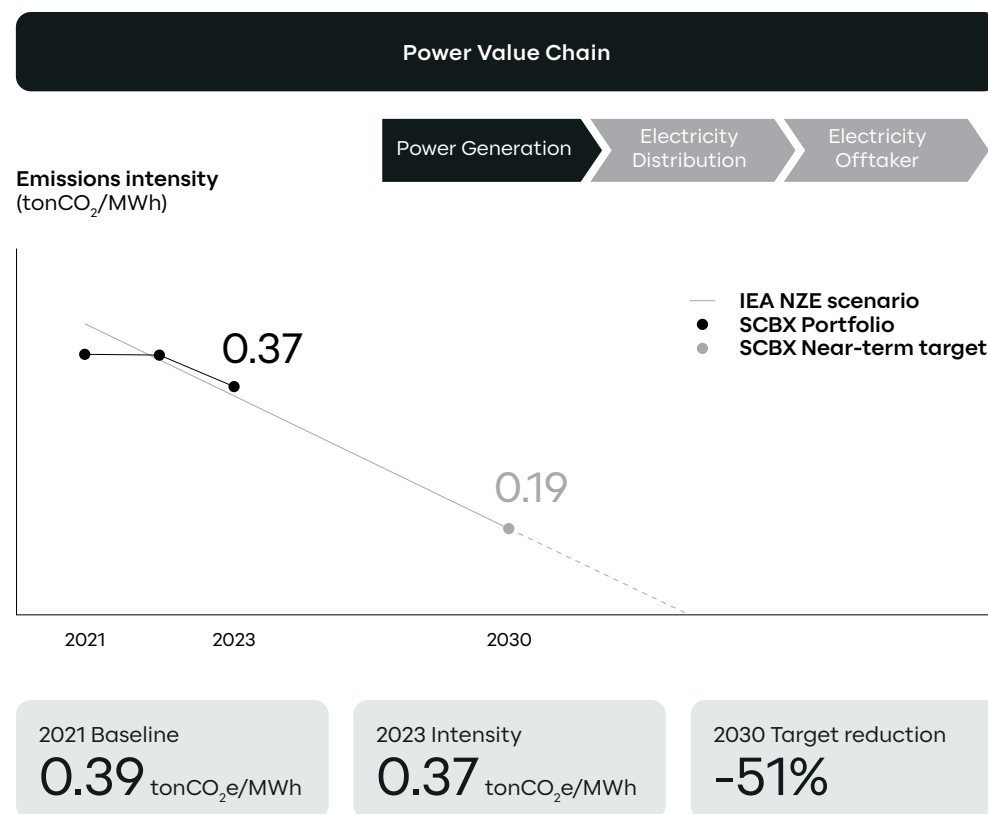 Power Value Chain
Power Generation
Electricity
Distribution
Electricity
Offtaker
Emissions intensity
(tonCO₂/MWh)
IEA NZE scenario
SCBX Portfolio
SCBX Near-term target
0.37
0.19
2021
2023
2030
2021 Baseline
0.39 tonCO₂e/MWh
2023 Intensity
0.37 tonCO₂e/MWh
2030 Target reduction
-51%